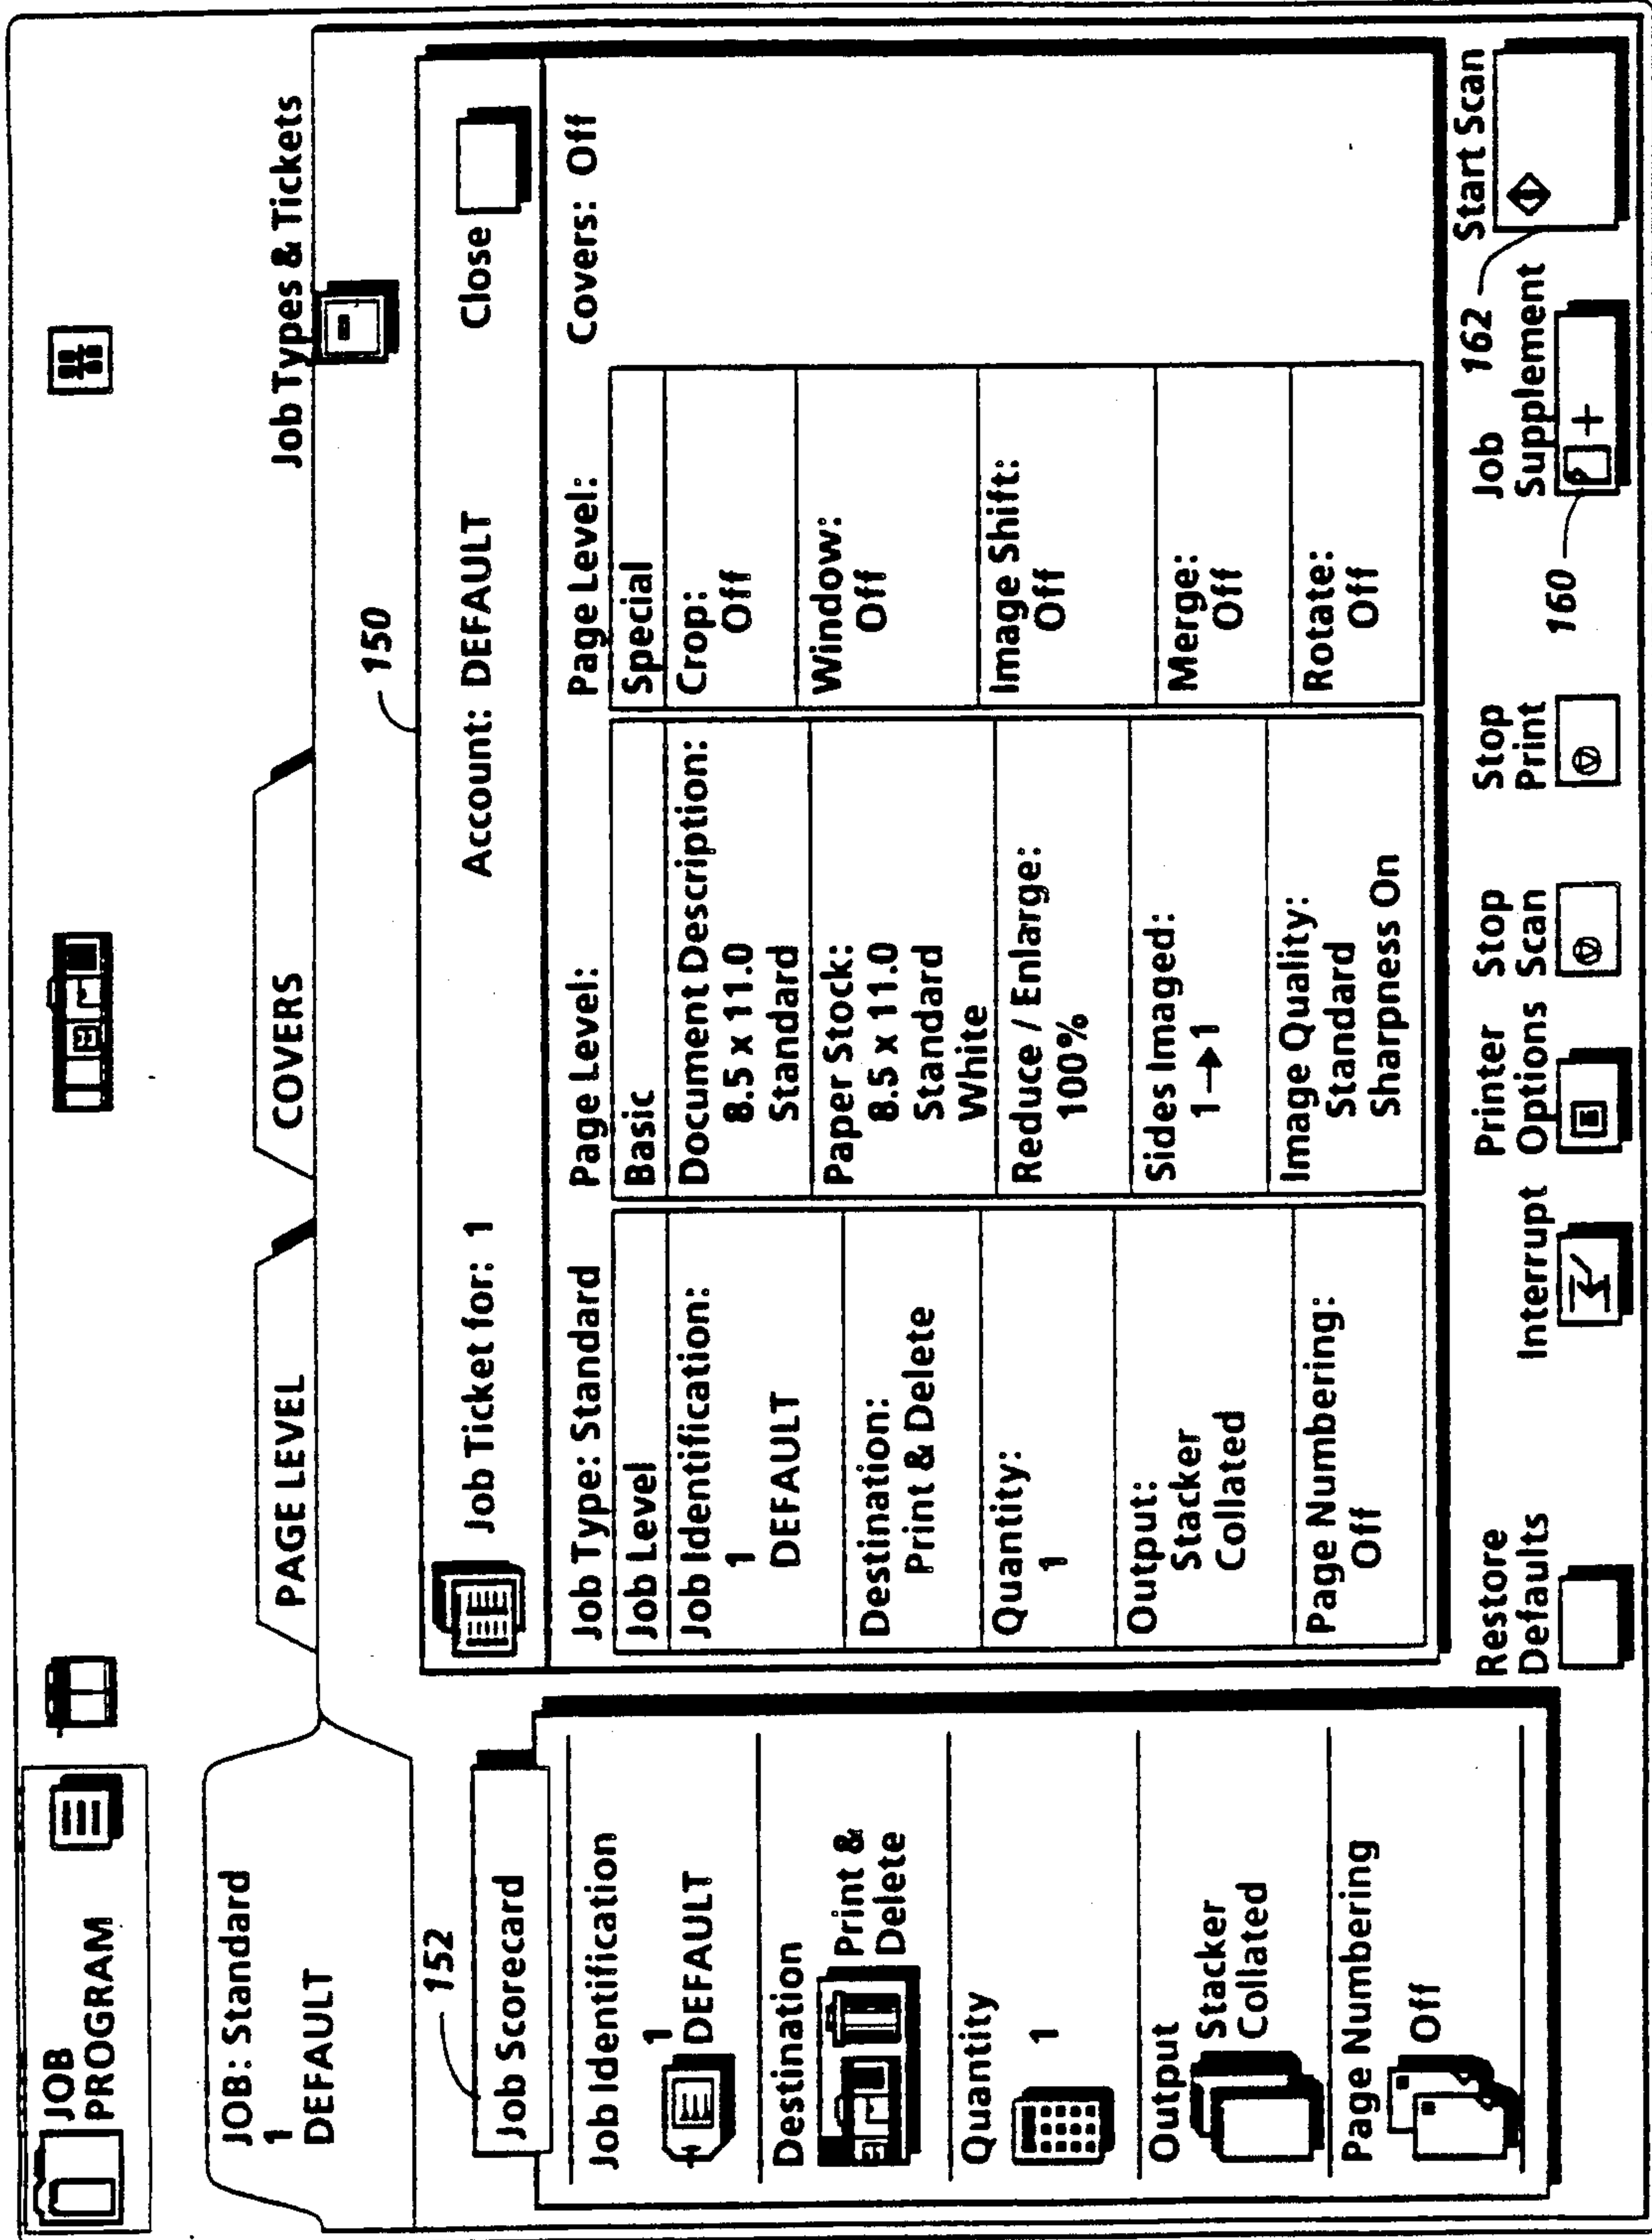 JOB
PROGRAM
JOB: Standard
1
DEFAULT
PAGE LEVEL
COVERS
Job Types & Tickets
152
Job Scorecard
Job Identification
1
DEFAULT
Destination
Print &
Delete
Quantity
1
Output
Stacker
Collated
Page Numbering
Off
150
Job Ticket for: 1
Account: DEFAULT
Close
Job Type: Standard
Job Level
Job Identification:
1
DEFAULT
Destination:
Print & Delete
Quantity:
1
Output:
Stacker
Collated
Page Numbering:
Off
Page Level:
Basic
Document Description:
8.5 x 11.0
Standard
Paper Stock:
8.5 x 11.0
Standard
White
Reduce / Enlarge:
100%
Sides Imaged:
1→1
Image Quality:
Standard
Sharpness On
Page Level:
Special
Crop:
Off
Window:
Off
Image Shift:
Off
Merge:
Off
Rotate:
Off
Covers: Off
Restore
Defaults
Interrupt
Printer
Options
Stop
Scan
Stop
Print
160
Job
Supplement
162
Start Scan